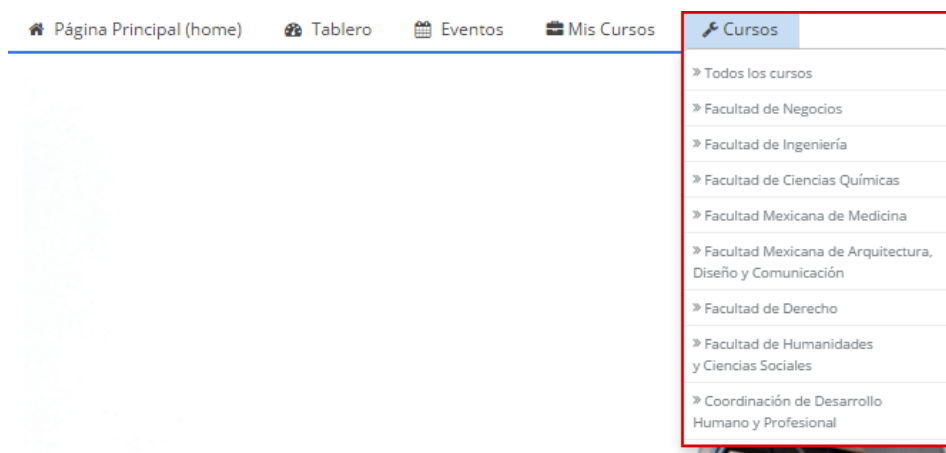 Página Principal (home) Tablero Eventos Mis Cursos Cursos
» Todos los cursos
» Facultad de Negocios
» Facultad de Ingeniería
» Facultad de Ciencias Químicas
» Facultad Mexicana de Medicina
» Facultad Mexicana de Arquitectura,
Diseño y Comunicación
» Facultad de Derecho
» Facultad de Humanidades
y Ciencias Sociales
» Coordinación de Desarrollo
Humano y Profesional